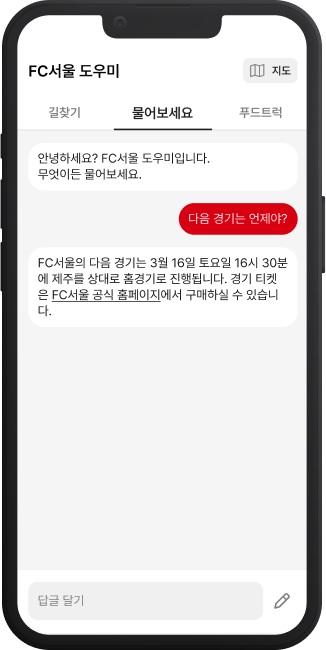 FC서울 도우미
지도
길찾기
물어보세요
푸드트럭
안녕하세요? FC서울 도우미입니다.
무엇이든 물어보세요.
다음 경기는 언제야?
FC서울의 다음 경기는 3월 16일 토요일 16시 30분
에 제주를 상대로 홈경기로 진행됩니다. 경기 티켓
은 FC서울 공식 홈페이지에서 구매하실 수 있습니
다.
답글 달기